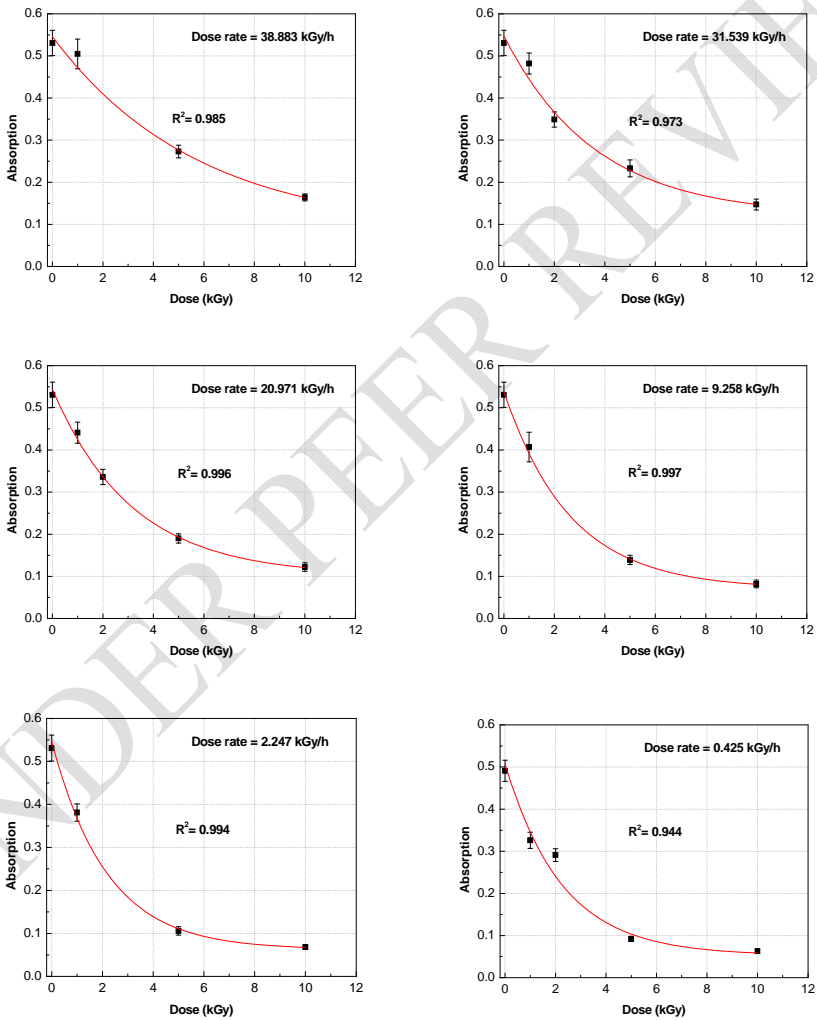 0.6
0.5
0.4
0.3
0.2
0.1
0.0
Absorption
Dose rate = 38.883 kGy/h
R²= 0.985
0 2 4 6 8 10 12
Dose (kGy)
0.6
0.5
0.4
0.3
0.2
0.1
0.0
Absorption
Dose rate = 31.539 kGy/h
R²= 0.973
0 2 4 6 8 10 12
Dose (kGy)
0.6
0.5
0.4
0.3
0.2
0.1
0.0
Absorption
Dose rate = 20.971 kGy/h
R²= 0.996
0 2 4 6 8 10 12
Dose (kGy)
0.6
0.5
0.4
0.3
0.2
0.1
0.0
Absorption
Dose rate = 9.258 kGy/h
R²= 0.997
0 2 4 6 8 10 12
Dose (kGy)
0.6
0.5
0.4
0.3
0.2
0.1
0.0
Absorption
Dose rate = 2.247 kGy/h
R²= 0.994
0 2 4 6 8 10 12
Dose (kGy)
0.6
0.5
0.4
0.3
0.2
0.1
0.0
Absorption
Dose rate = 0.425 kGy/h
R²= 0.944
0 2 4 6 8 10 12
Dose (kGy)
NDER PEER REVIE